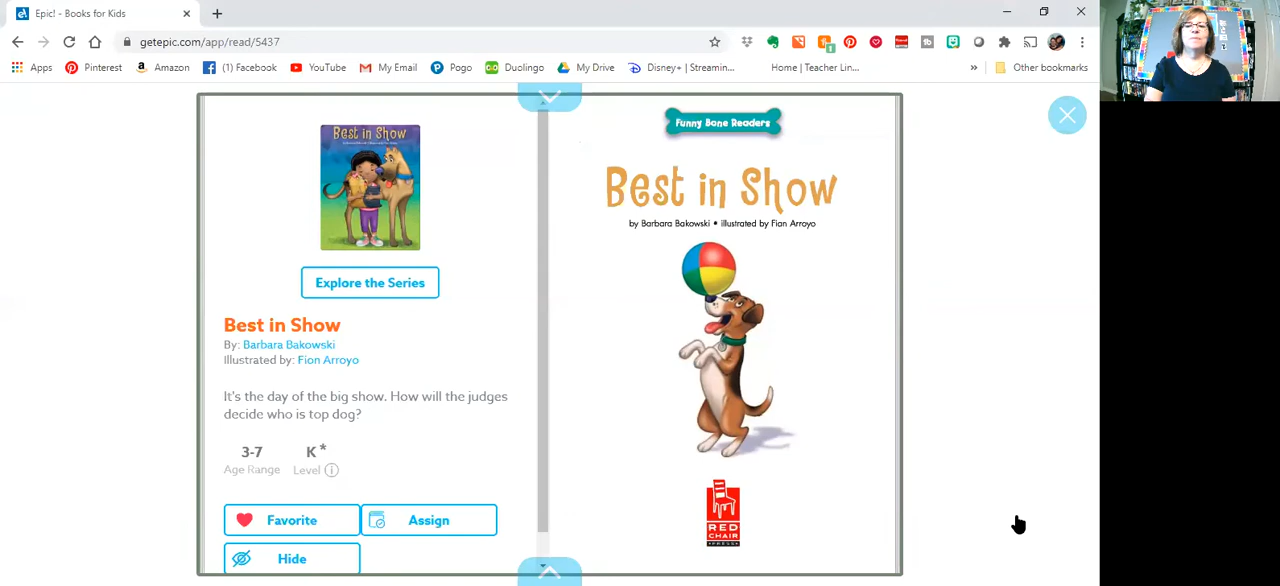 Epic! - Books for Kids
getepic.com/app/read/5437
Apps Pinterest Amazon (1) Facebook YouTube My Email Pogo Duolingo My Drive Disney+ | Streamin... Home | Teacher Lin... » Other bookmarks
Best in Show
Explore the Series
Best in Show
By: Barbara Bakowski
Illustrated by: Fion Arroyo
It's the day of the big show. How will the judges
decide who is top dog?
3-7 K*
Age Range Level
Favorite Assign
Hide
Funny Bone Readers
Best in Show
by Barbara Bakowski • illustrated by Fian Arroyo
RED
CHAIR
PRESS